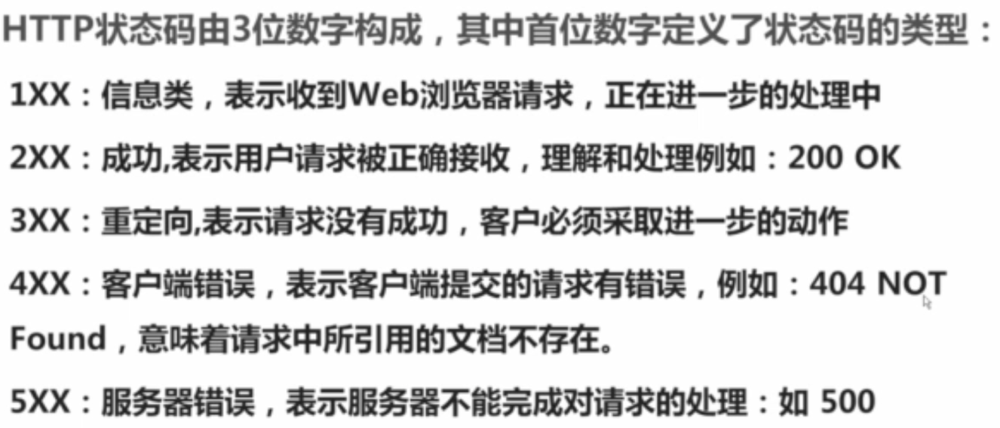 HTTP状态码由3位数字构成，其中首位数字定义了状态码的类型：
1XX：信息类，表示收到Web浏览器请求，正在进一步的处理中
2XX：成功,表示用户请求被正确接收，理解和处理例如：200 OK
3XX：重定向,表示请求没有成功，客户必须采取进一步的动作
4XX：客户端错误，表示客户端提交的请求有错误，例如：404 NOT
Found，意味着请求中所引用的文档不存在。
5XX：服务器错误，表示服务器不能完成对请求的处理：如 500